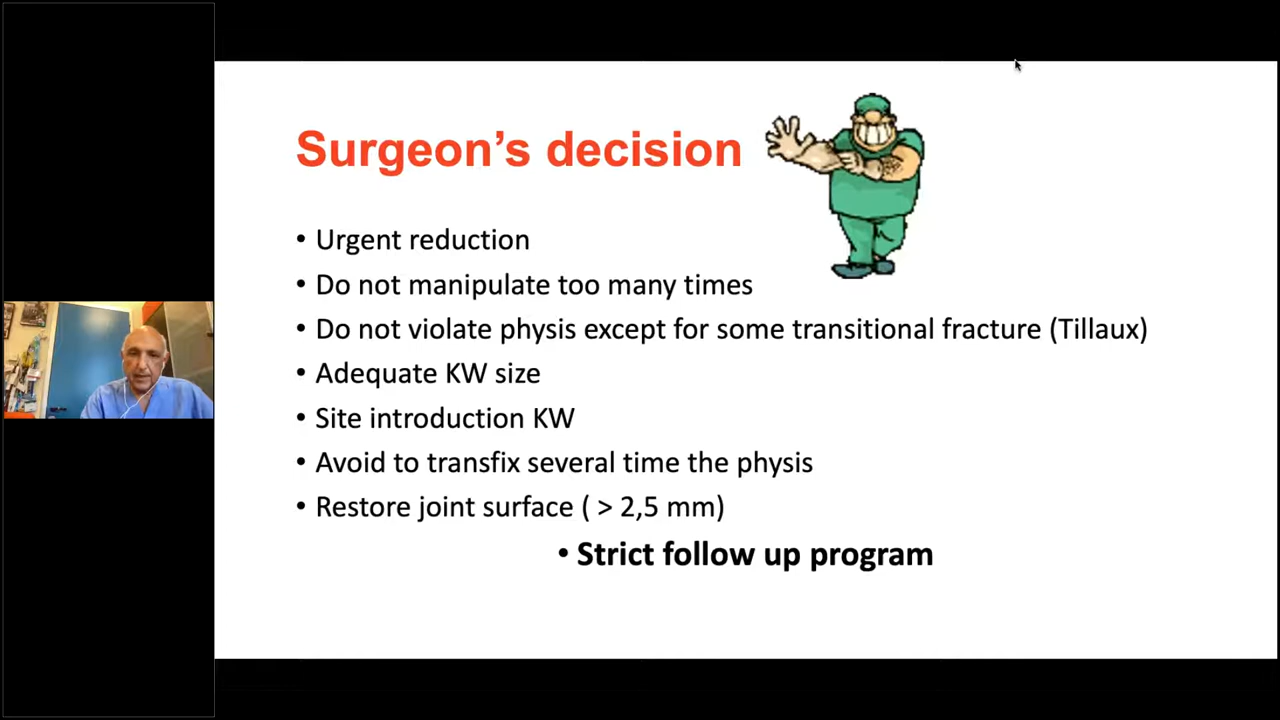 Surgeon’s decision
• Urgent reduction
• Do not manipulate too many times
• Do not violate physis except for some transitional fracture (Tillaux)
• Adequate KW size
• Site introduction KW
• Avoid to transfix several time the physis
• Restore joint surface ( > 2,5 mm)
• Strict follow up program